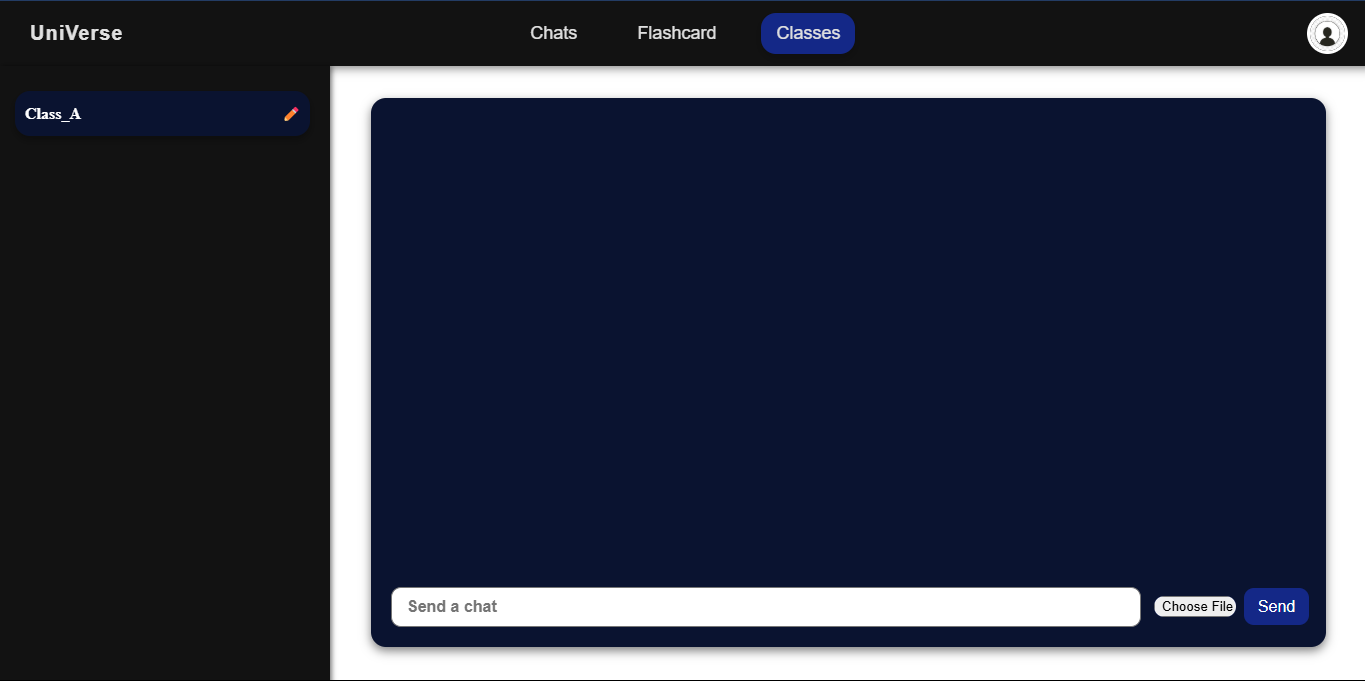 UniVerse
Chats
Flashcard
Classes
Class_A
Send a chat
Choose File
Send